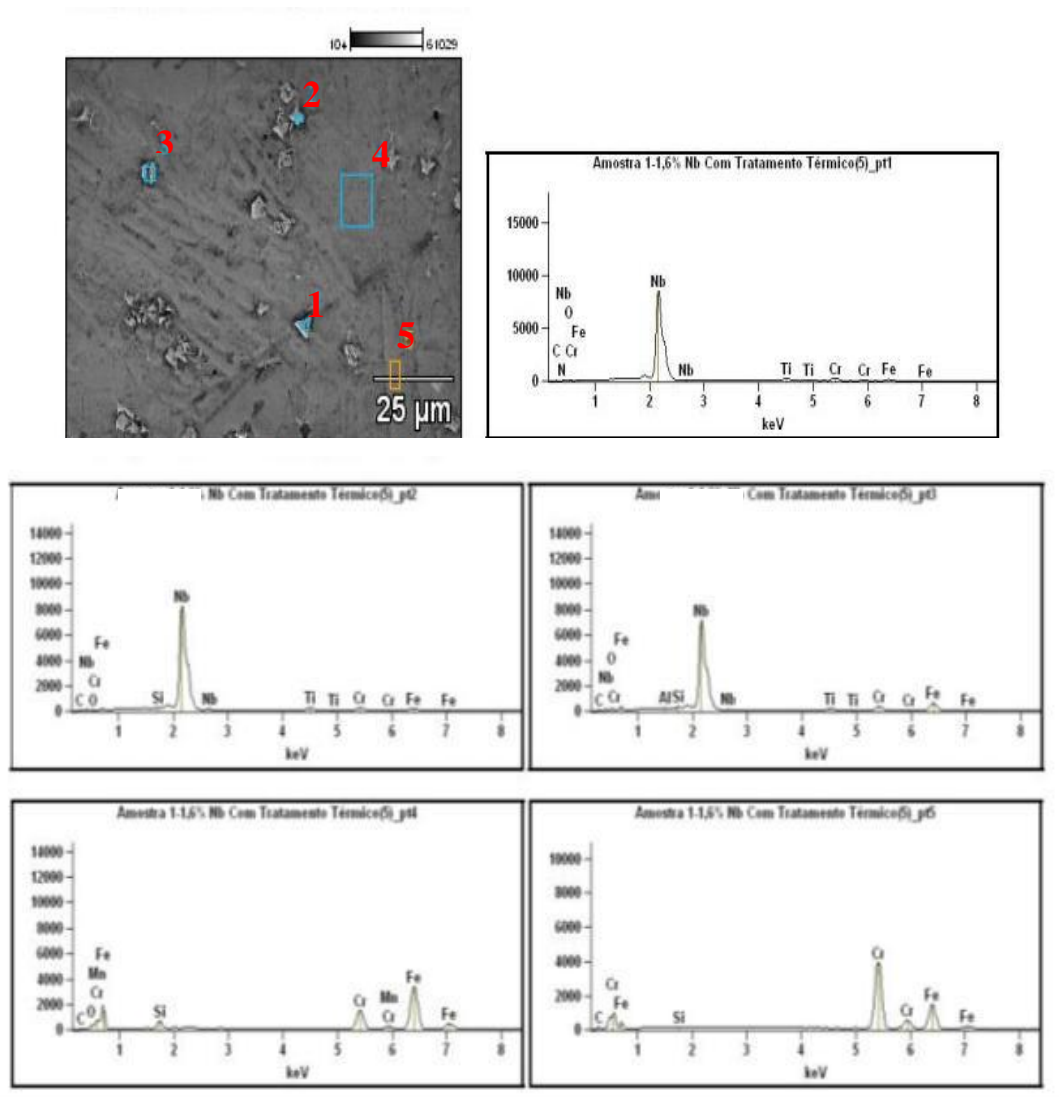 104 61029
2
3
4
1
5
25 µm
Amostra 1-1,6% Nb Com Tratamento Térmico(5)_pt1
15000
10000
5000
0
Nb
Nb
O
Fe
C Cr
N
Nb
Ti Ti Cr Cr Fe Fe
1 2 3 4 5 6 7 8
keV
Nb Com Tratamento Térmico(5)_pt2
14000
12000
10000
8000
6000
4000
2000
0
Nb
Fe
Nb
Cr
C O
Si
Nb
Ti Ti Cr Cr Fe Fe
1 2 3 4 5 6 7 8
keV
Com Tratamento Térmico(5)_pt3
14000
12000
10000
8000
6000
4000
2000
0
Nb
Fe
O
Nb
C Cr
Al Si
Nb
Ti Ti Cr Cr Fe Fe
1 2 3 4 5 6 7 8
keV
Amostra 1-1,6% Nb Com Tratamento Térmico(5)_pt4
14000
12000
10000
8000
6000
4000
2000
0
Fe
Mn
Cr
O
C
Si
Cr
Mn
Cr
Fe
Fe
1 2 3 4 5 6 7 8
keV
Amostra 1-1,6% Nb Com Tratamento Térmico(5)_pt5
10000
8000
6000
4000
2000
0
Cr
Fe
C
Si
Cr
Cr
Fe
Fe
1 2 3 4 5 6 7 8
keV